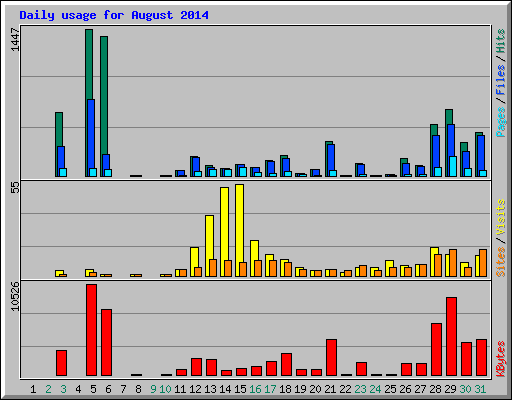 Daily usage for August 2014
1447
Pages / Files / Hits
55
Sites / Visits
10526
KBytes
1 2 3 4 5 6 7 8 9 10 11 12 13 14 15 16 17 18 19 20 21 22 23 24 25 26 27 28 29 30 31